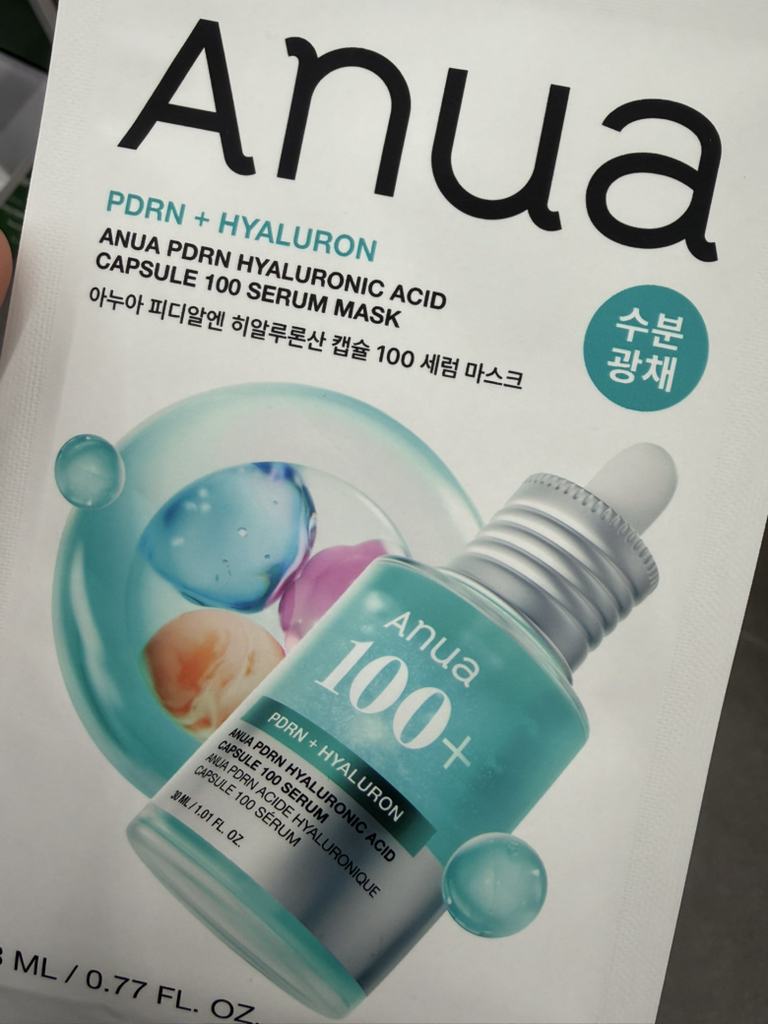 Anua
PDRN + HYALURON
ANUA PDRN HYALURONIC ACID
CAPSULE 100 SERUM MASK
아누아 피디알엔 히알루론산 캡슐 100 세럼 마스크
수분
광채
Anua
100+
PDRN + HYALURON
ANUA PDRN HYALURONIC ACID
CAPSULE 100 SERUM
ANUA PDRN ACIDE HYALURONIQUE
CAPSULE 100 SÉRUM
30 ML / 1.01 FL. OZ.
ML / 0.77 FL. OZ.